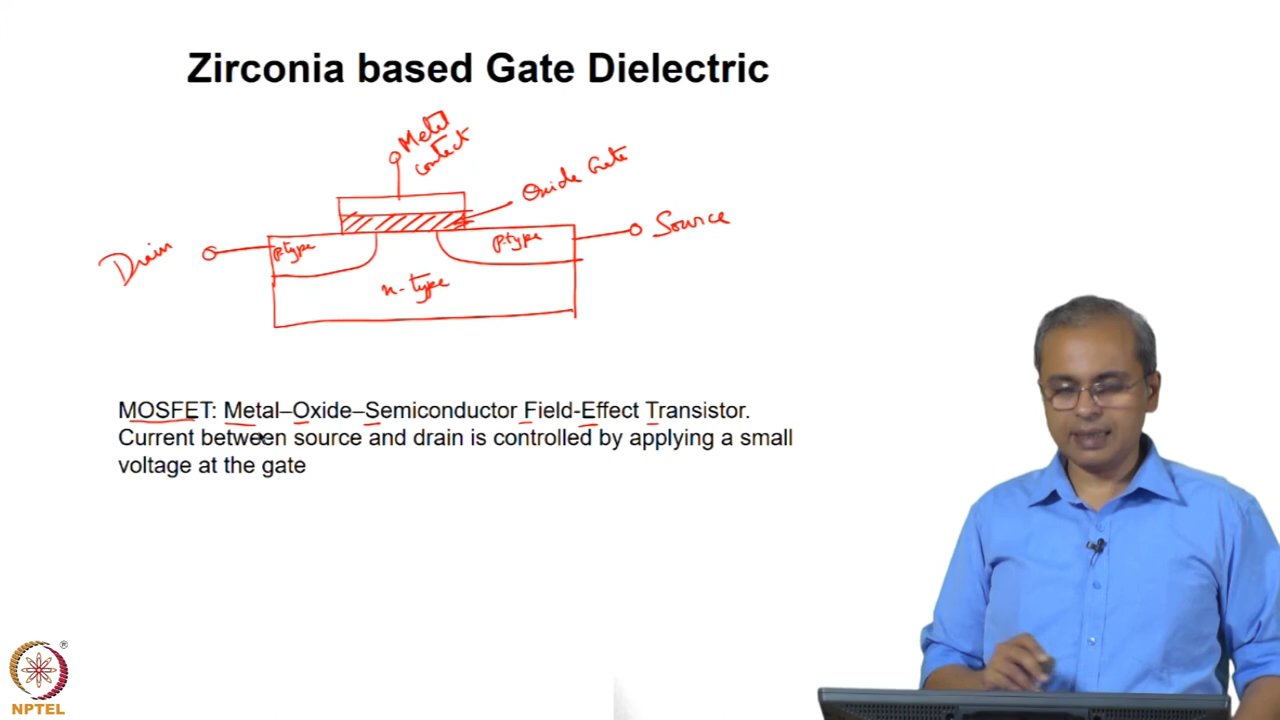 Zirconia based Gate Dielectric
Metal
contact
Oxide Gate
Source
Drain
p-type
p-type
n-type
MOSFET: Metal–Oxide–Semiconductor Field-Effect Transistor.
Current between source and drain is controlled by applying a small
voltage at the gate
®
NPTEL